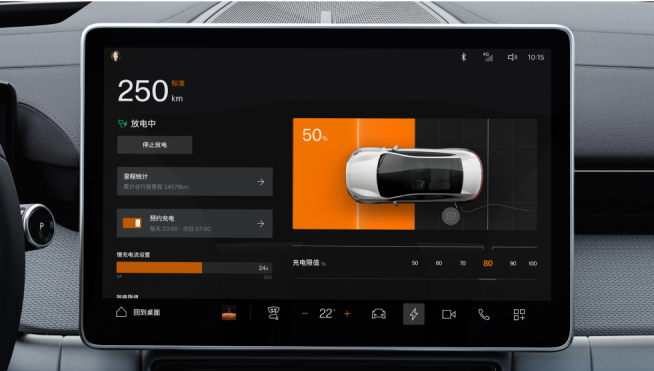 4G
10:15
250 标准
km
放电中
停止放电
50%
里程统计
累计总行驶里程 34078km
预约充电
每天 23:00 - 次日 07:00
慢充电流设置
24A
32A
充电限值 %
50 60 70 80 90 100
回到桌面
22°
P